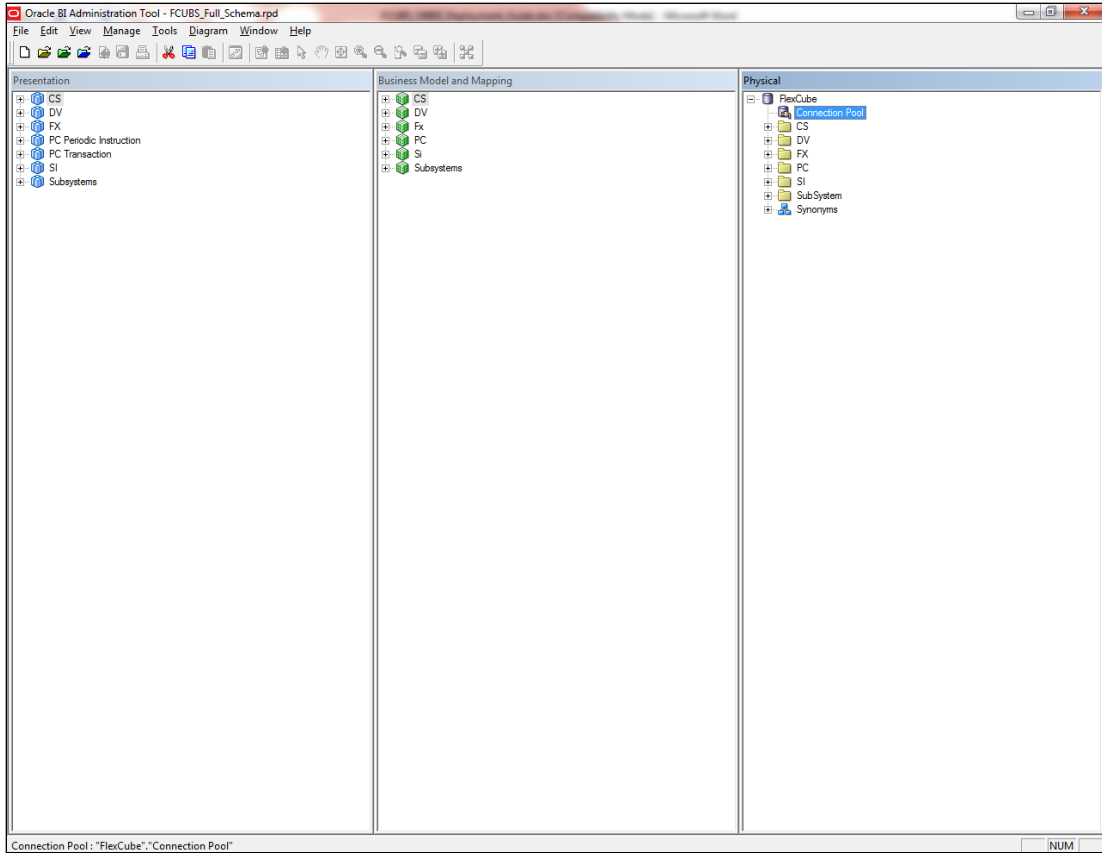 Oracle BI Administration Tool - FCUBS_Full_Schema.rpd
File Edit View Manage Tools Diagram Window Help
Presentation
CS
DV
FX
PC Periodic Instruction
PC Transaction
SI
Subsystems
Business Model and Mapping
CS
DV
Fx
PC
Si
Subsystems
Physical
FlexCube
Connection Pool
CS
DV
FX
PC
SI
SubSystem
Synonyms
Connection Pool : "FlexCube"."Connection Pool"
NUM